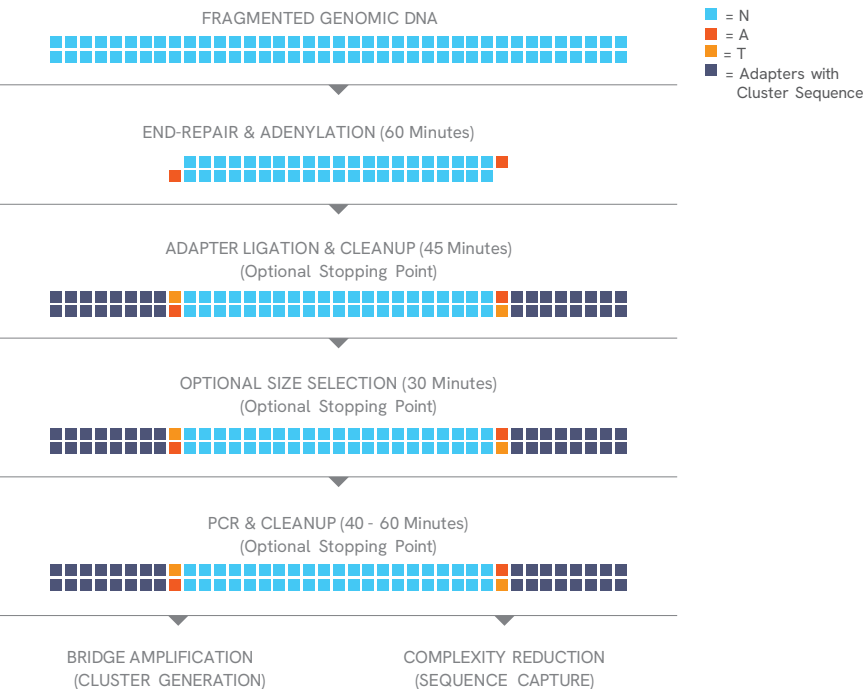 FRAGMENTED GENOMIC DNA
= N
= A
= T
= Adapters with
Cluster Sequence
END-REPAIR & ADENYLATION (60 Minutes)
ADAPTER LIGATION & CLEANUP (45 Minutes)
(Optional Stopping Point)
OPTIONAL SIZE SELECTION (30 Minutes)
(Optional Stopping Point)
PCR & CLEANUP (40 - 60 Minutes)
(Optional Stopping Point)
BRIDGE AMPLIFICATION
(CLUSTER GENERATION)
COMPLEXITY REDUCTION
(SEQUENCE CAPTURE)